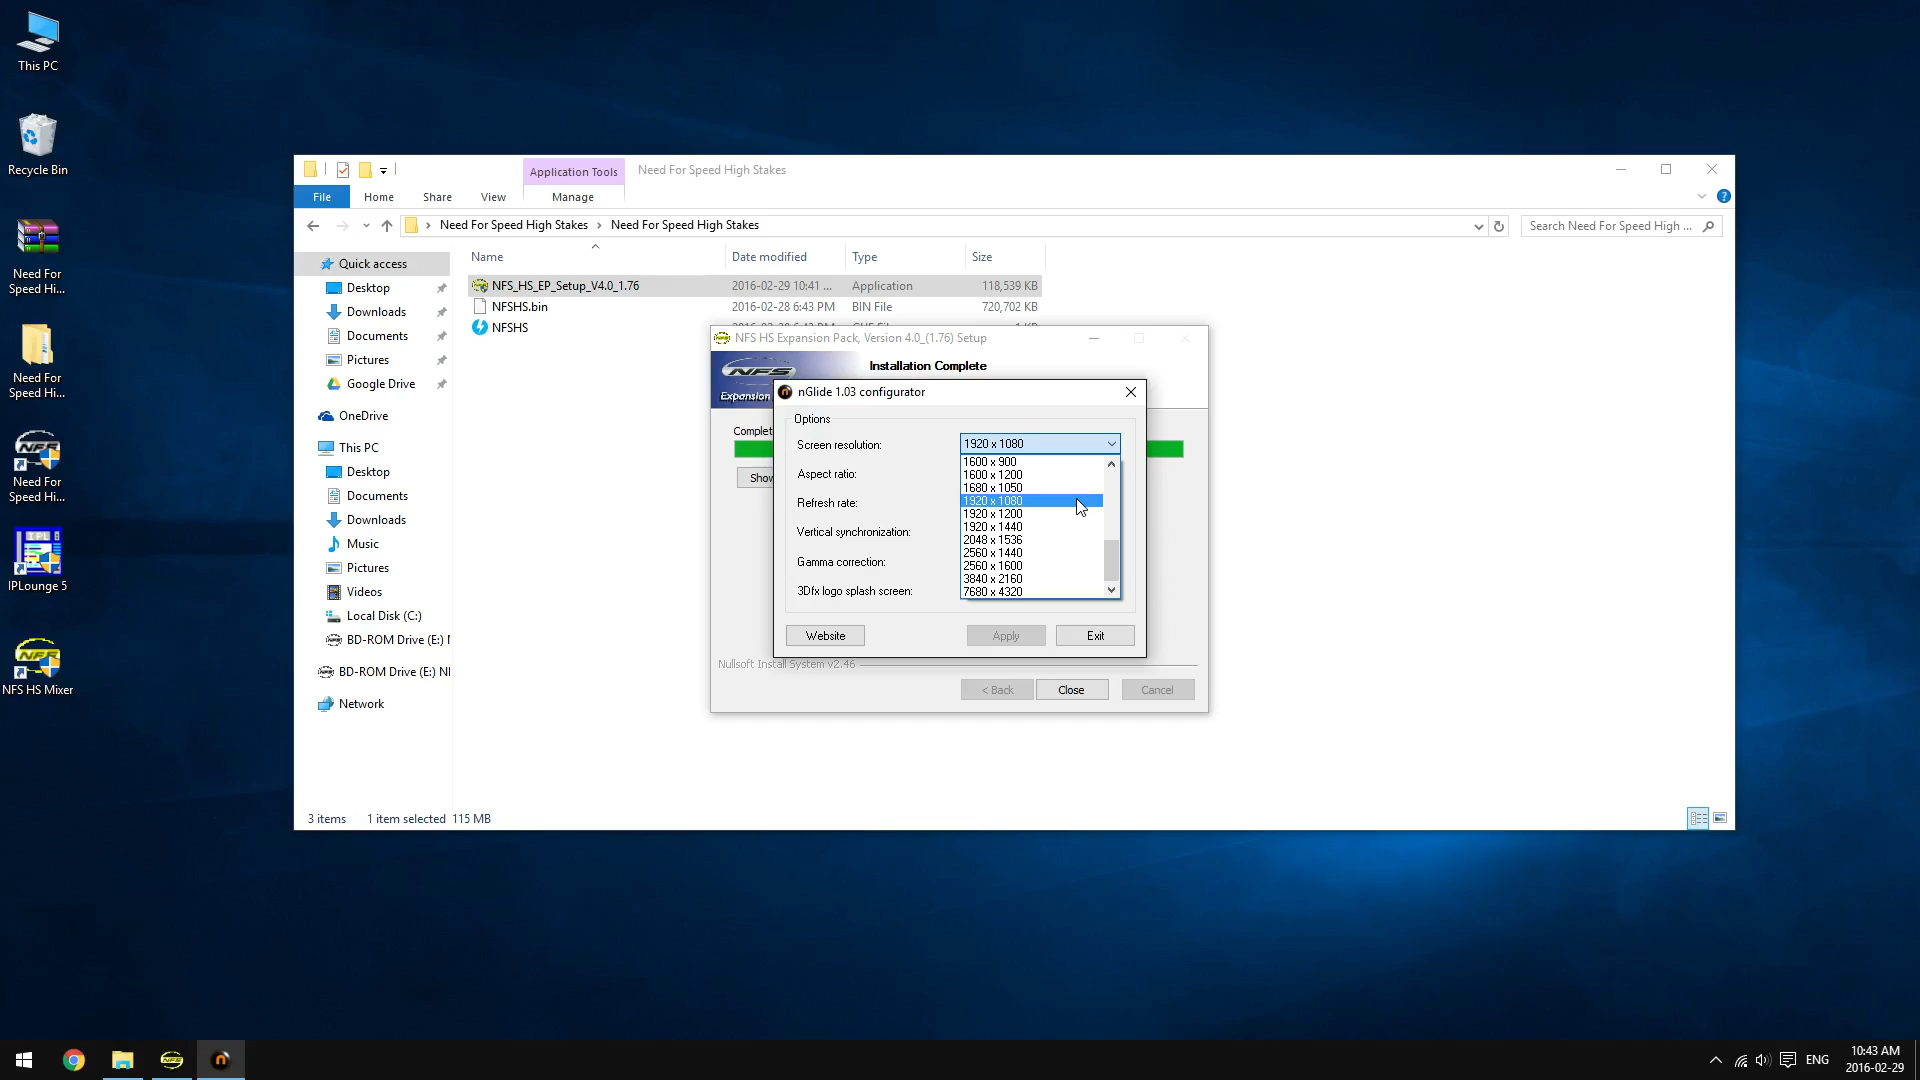 This PC
Recycle Bin
Need For
Speed Hi...
Need For
Speed Hi...
Need For
Speed Hi...
IPLounge 5
NFS HS Mixer
Application Tools
Need For Speed High Stakes
File
Home
Share
View
Manage
Need For Speed High Stakes
Need For Speed High Stakes
Search Need For Speed High ...
Quick access
Desktop
Downloads
Documents
Pictures
Google Drive
OneDrive
This PC
Desktop
Documents
Downloads
Music
Pictures
Videos
Local Disk (C:)
BD-ROM Drive (E:)
BD-ROM Drive (E:) NI
Network
Name
Date modified
Type
Size
NFS_HS_EP_Setup_V4.0_1.76
2016-02-29 10:41 ...
Application
118,539 KB
NFSHS.bin
2016-02-28 6:43 PM
BIN File
720,702 KB
NFSHS
NFS HS Expansion Pack, Version 4.0_(1.76) Setup
NFS
Expansion
Installation Complete
Complet
Show
nGlide 1.03 configurator
Options
Screen resolution:
1920 x 1080
Aspect ratio:
Refresh rate:
Vertical synchronization:
Gamma correction:
3Dfx logo splash screen:
1600 x 900
1600 x 1200
1680 x 1050
1920 x 1080
1920 x 1200
1920 x 1440
2048 x 1536
2560 x 1440
2560 x 1600
3840 x 2160
7680 x 4320
Website
Apply
Exit
Nullsoft Install System v2.46
< Back
Close
Cancel
3 items
1 item selected 115 MB
ENG
10:43 AM
2016-02-29